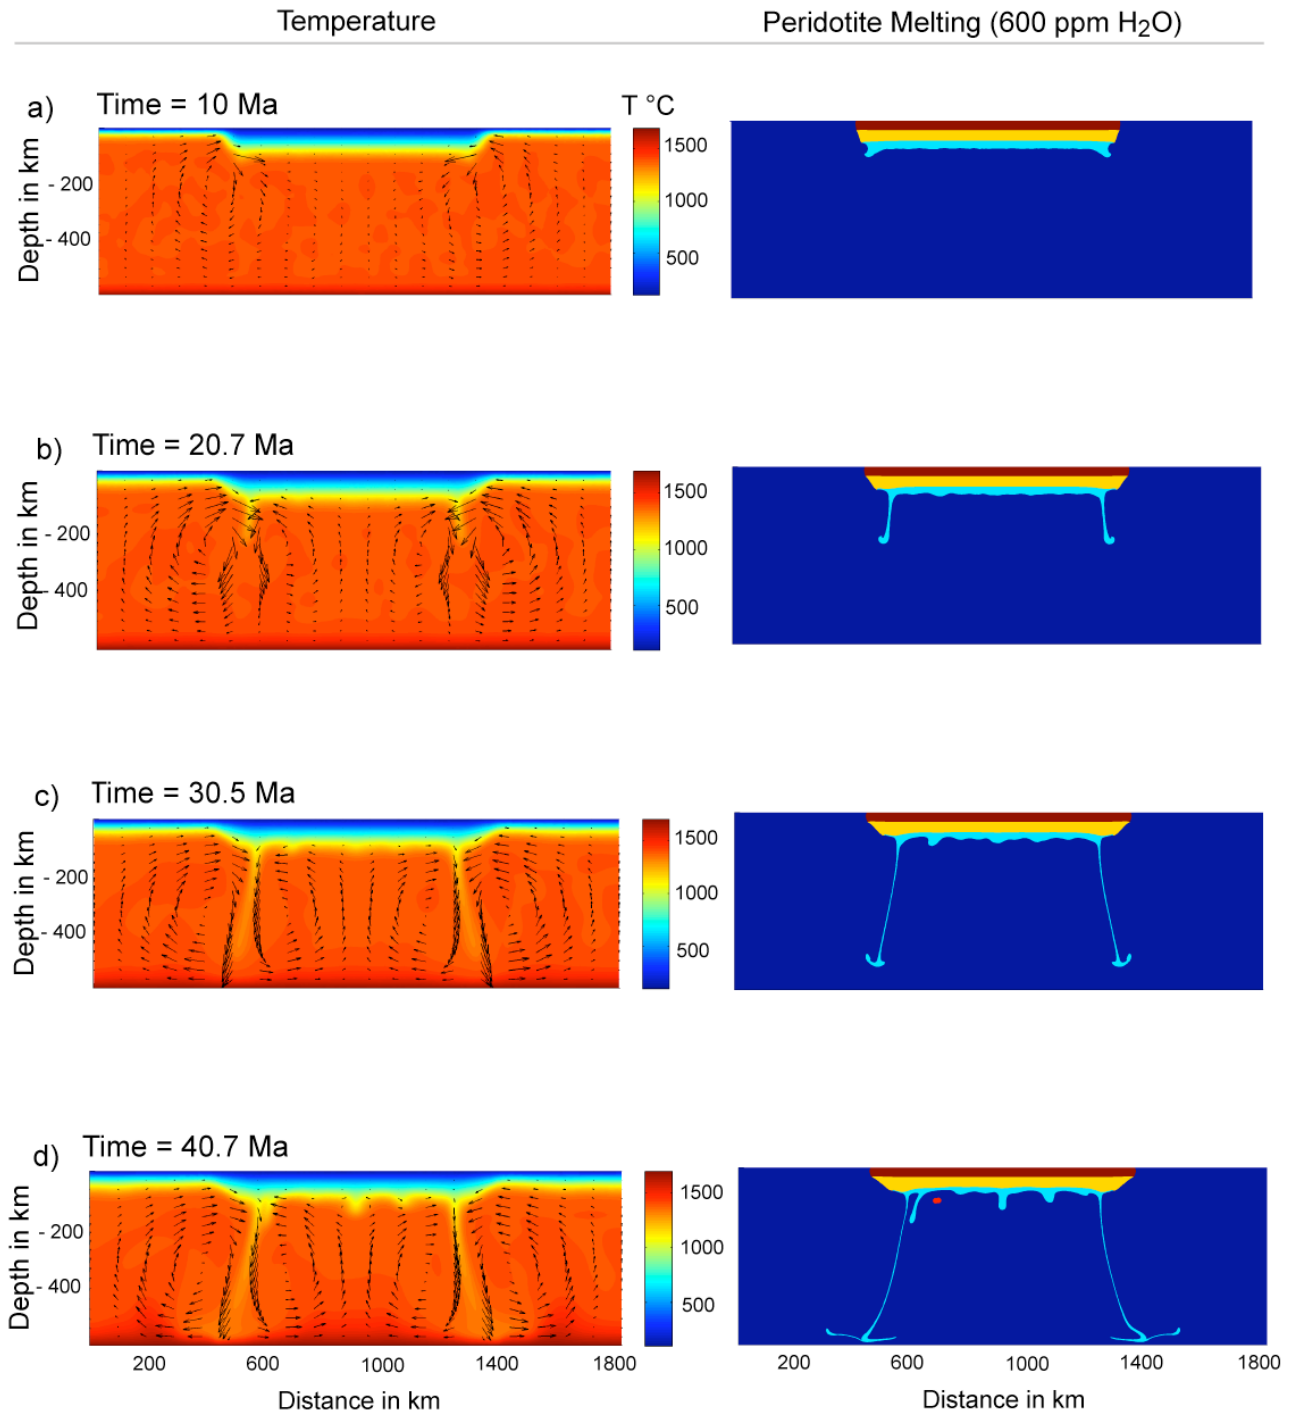 Temperature
Peridotite Melting (600 ppm H₂O)
a)
Time = 10 Ma
T °C
Depth in km
- 200
- 400
1500
1000
500
b)
Time = 20.7 Ma
Depth in km
- 200
- 400
1500
1000
500
c)
Time = 30.5 Ma
Depth in km
- 200
- 400
1500
1000
500
d)
Time = 40.7 Ma
Depth in km
- 200
- 400
1500
1000
500
200 600 1000 1400 1800
Distance in km
200 600 1000 1400 1800
Distance in km